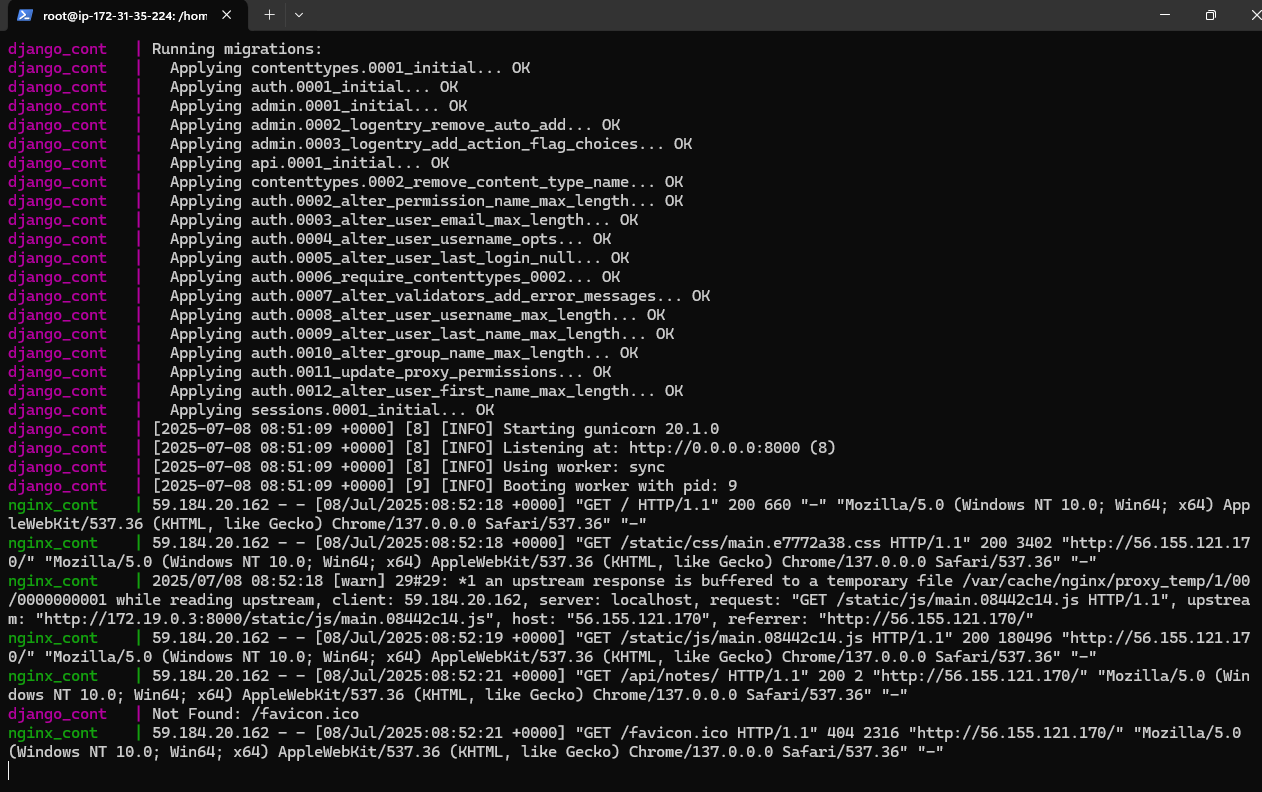 root@ip-172-31-35-224: /hom
django_cont | Running migrations:
django_cont |   Applying contenttypes.0001_initial... OK
django_cont |   Applying auth.0001_initial... OK
django_cont |   Applying admin.0001_initial... OK
django_cont |   Applying admin.0002_logentry_remove_auto_add... OK
django_cont |   Applying admin.0003_logentry_add_action_flag_choices... OK
django_cont |   Applying api.0001_initial... OK
django_cont |   Applying contenttypes.0002_remove_content_type_name... OK
django_cont |   Applying auth.0002_alter_permission_name_max_length... OK
django_cont |   Applying auth.0003_alter_user_email_max_length... OK
django_cont |   Applying auth.0004_alter_user_username_opts... OK
django_cont |   Applying auth.0005_alter_user_last_login_null... OK
django_cont |   Applying auth.0006_require_contenttypes_0002... OK
django_cont |   Applying auth.0007_alter_validators_add_error_messages... OK
django_cont |   Applying auth.0008_alter_user_username_max_length... OK
django_cont |   Applying auth.0009_alter_user_last_name_max_length... OK
django_cont |   Applying auth.0010_alter_group_name_max_length... OK
django_cont |   Applying auth.0011_update_proxy_permissions... OK
django_cont |   Applying auth.0012_alter_user_first_name_max_length... OK
django_cont |   Applying sessions.0001_initial... OK
django_cont | [2025-07-08 08:51:09 +0000] [8] [INFO] Starting gunicorn 20.1.0
django_cont | [2025-07-08 08:51:09 +0000] [8] [INFO] Listening at: http://0.0.0.0:8000 (8)
django_cont | [2025-07-08 08:51:09 +0000] [8] [INFO] Using worker: sync
django_cont | [2025-07-08 08:51:09 +0000] [9] [INFO] Booting worker with pid: 9
nginx_cont | 59.184.20.162 - - [08/Jul/2025:08:52:18 +0000] "GET / HTTP/1.1" 200 660 "-" "Mozilla/5.0 (Windows NT 10.0; Win64; x64) App
leWebKit/537.36 (KHTML, like Gecko) Chrome/137.0.0.0 Safari/537.36" "-"
nginx_cont | 59.184.20.162 - - [08/Jul/2025:08:52:18 +0000] "GET /static/css/main.e7772a38.css HTTP/1.1" 200 3402 "http://56.155.121.17
0/" "Mozilla/5.0 (Windows NT 10.0; Win64; x64) AppleWebKit/537.36 (KHTML, like Gecko) Chrome/137.0.0.0 Safari/537.36" "-"
nginx_cont | 2025/07/08 08:52:18 [warn] 29#29: *1 an upstream response is buffered to a temporary file /var/cache/nginx/proxy_temp/1/00
/0000000001 while reading upstream, client: 59.184.20.162, server: localhost, request: "GET /static/js/main.08442c14.js HTTP/1.1", upstrea
m: "http://172.19.0.3:8000/static/js/main.08442c14.js", host: "56.155.121.170", referrer: "http://56.155.121.170/"
nginx_cont | 59.184.20.162 - - [08/Jul/2025:08:52:19 +0000] "GET /static/js/main.08442c14.js HTTP/1.1" 200 180496 "http://56.155.121.17
0/" "Mozilla/5.0 (Windows NT 10.0; Win64; x64) AppleWebKit/537.36 (KHTML, like Gecko) Chrome/137.0.0.0 Safari/537.36" "-"
nginx_cont | 59.184.20.162 - - [08/Jul/2025:08:52:21 +0000] "GET /api/notes/ HTTP/1.1" 200 2 "http://56.155.121.170/" "Mozilla/5.0 (Win
dows NT 10.0; Win64; x64) AppleWebKit/537.36 (KHTML, like Gecko) Chrome/137.0.0.0 Safari/537.36" "-"
django_cont | Not Found: /favicon.ico
nginx_cont | 59.184.20.162 - - [08/Jul/2025:08:52:21 +0000] "GET /favicon.ico HTTP/1.1" 404 2316 "http://56.155.121.170/" "Mozilla/5.0
(Windows NT 10.0; Win64; x64) AppleWebKit/537.36 (KHTML, like Gecko) Chrome/137.0.0.0 Safari/537.36" "-"